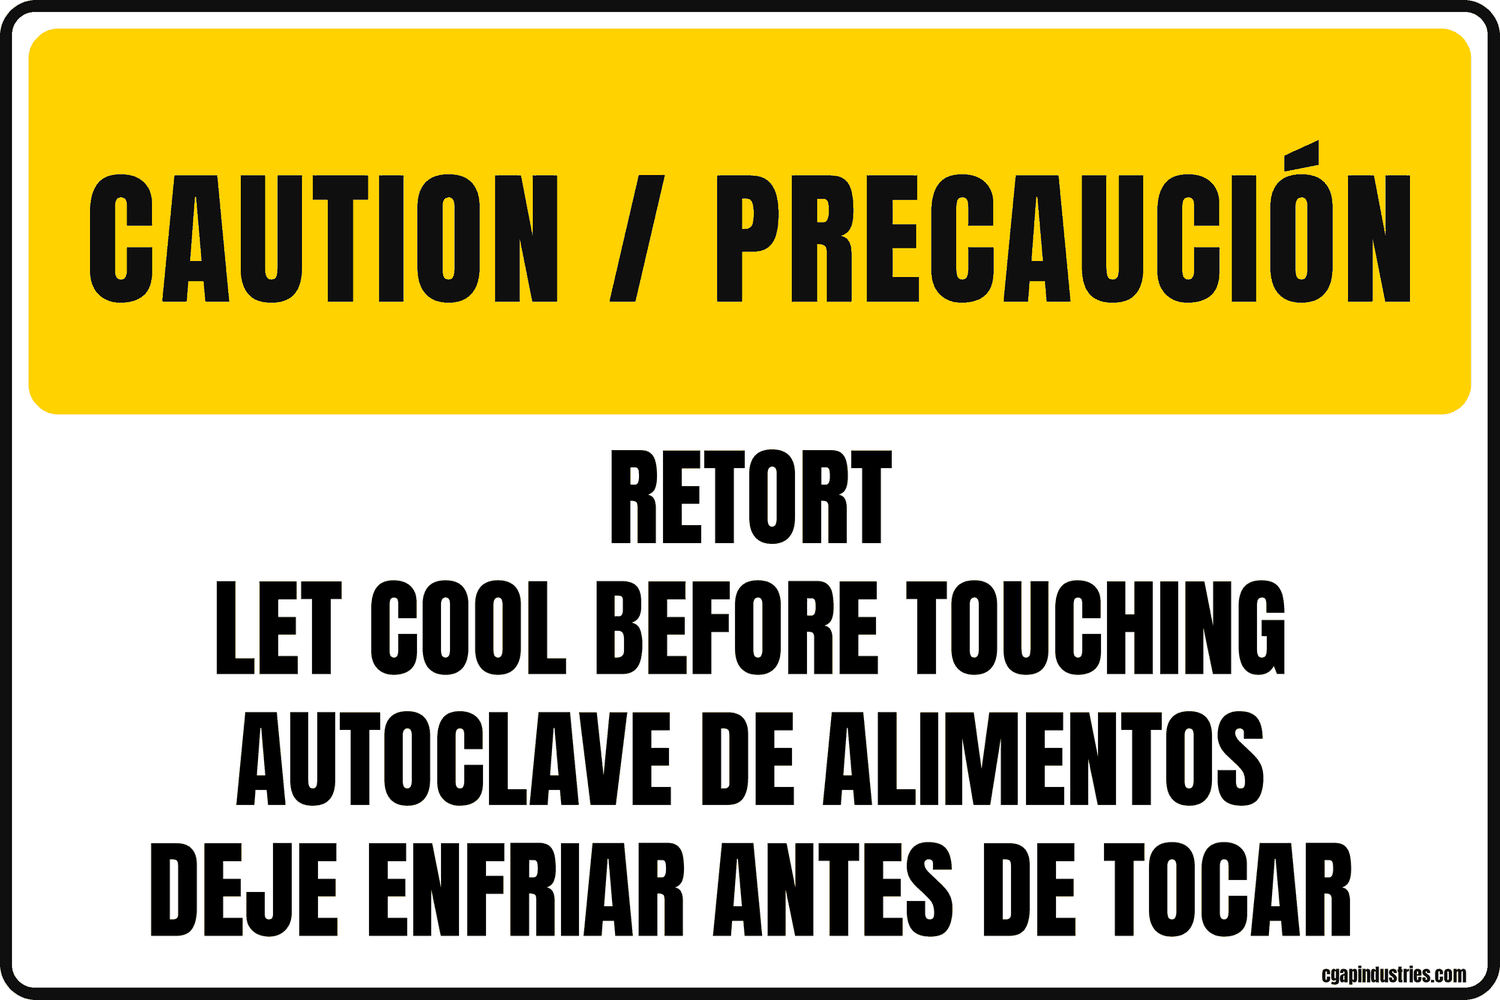 CAUTION / PRECAUCIÓN
RETORT
LET COOL BEFORE TOUCHING
AUTOCLAVE DE ALIMENTOS
DEJE ENFRIAR ANTES DE TOCAR
cgapindustries.com